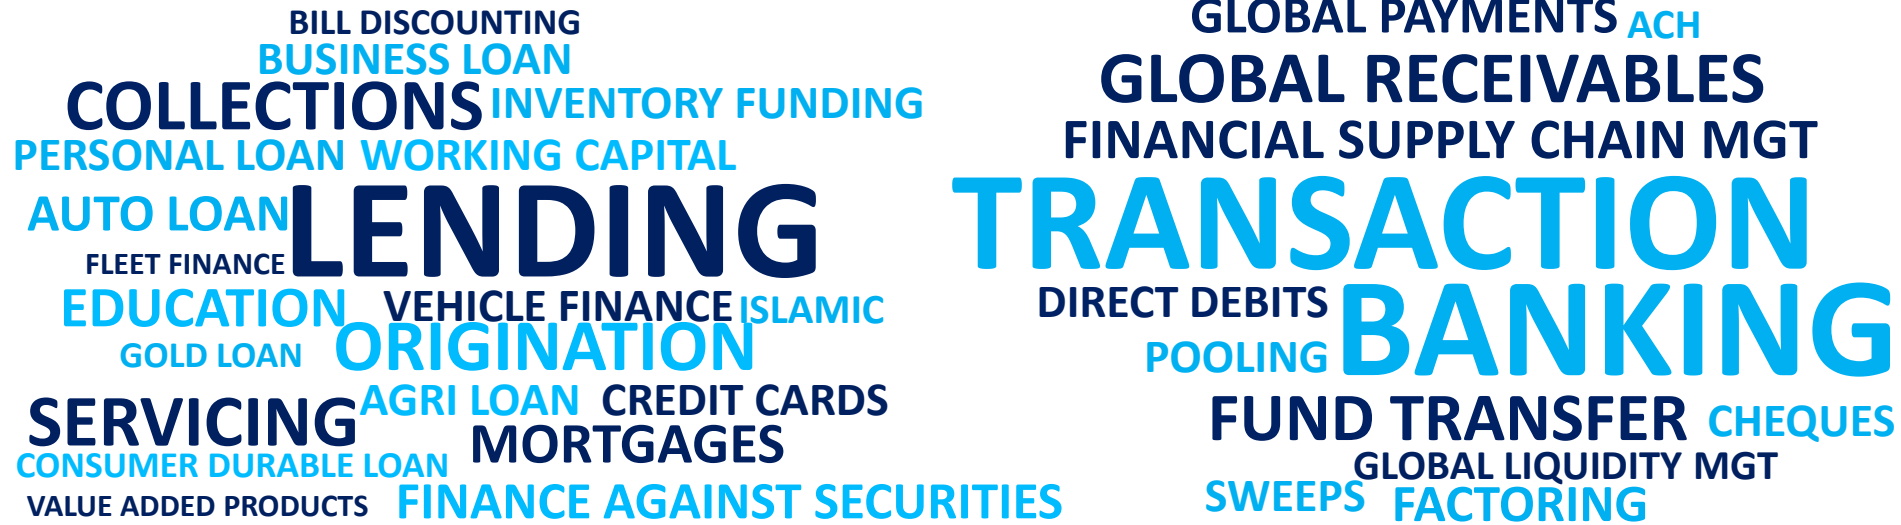 BILL DISCOUNTING
BUSINESS LOAN
COLLECTIONS INVENTORY FUNDING
PERSONAL LOAN WORKING CAPITAL
AUTO LOAN LENDING
FLEET FINANCE
EDUCATION VEHICLE FINANCE ISLAMIC
GOLD LOAN ORIGINATION
AGRI LOAN CREDIT CARDS
SERVICING MORTGAGES
CONSUMER DURABLE LOAN
VALUE ADDED PRODUCTS FINANCE AGAINST SECURITIES
GLOBAL PAYMENTS ACH
GLOBAL RECEIVABLES
FINANCIAL SUPPLY CHAIN MGT
TRANSACTION
DIRECT DEBITS BANKING
POOLING
FUND TRANSFER CHEQUES
GLOBAL LIQUIDITY MGT
SWEEPS FACTORING